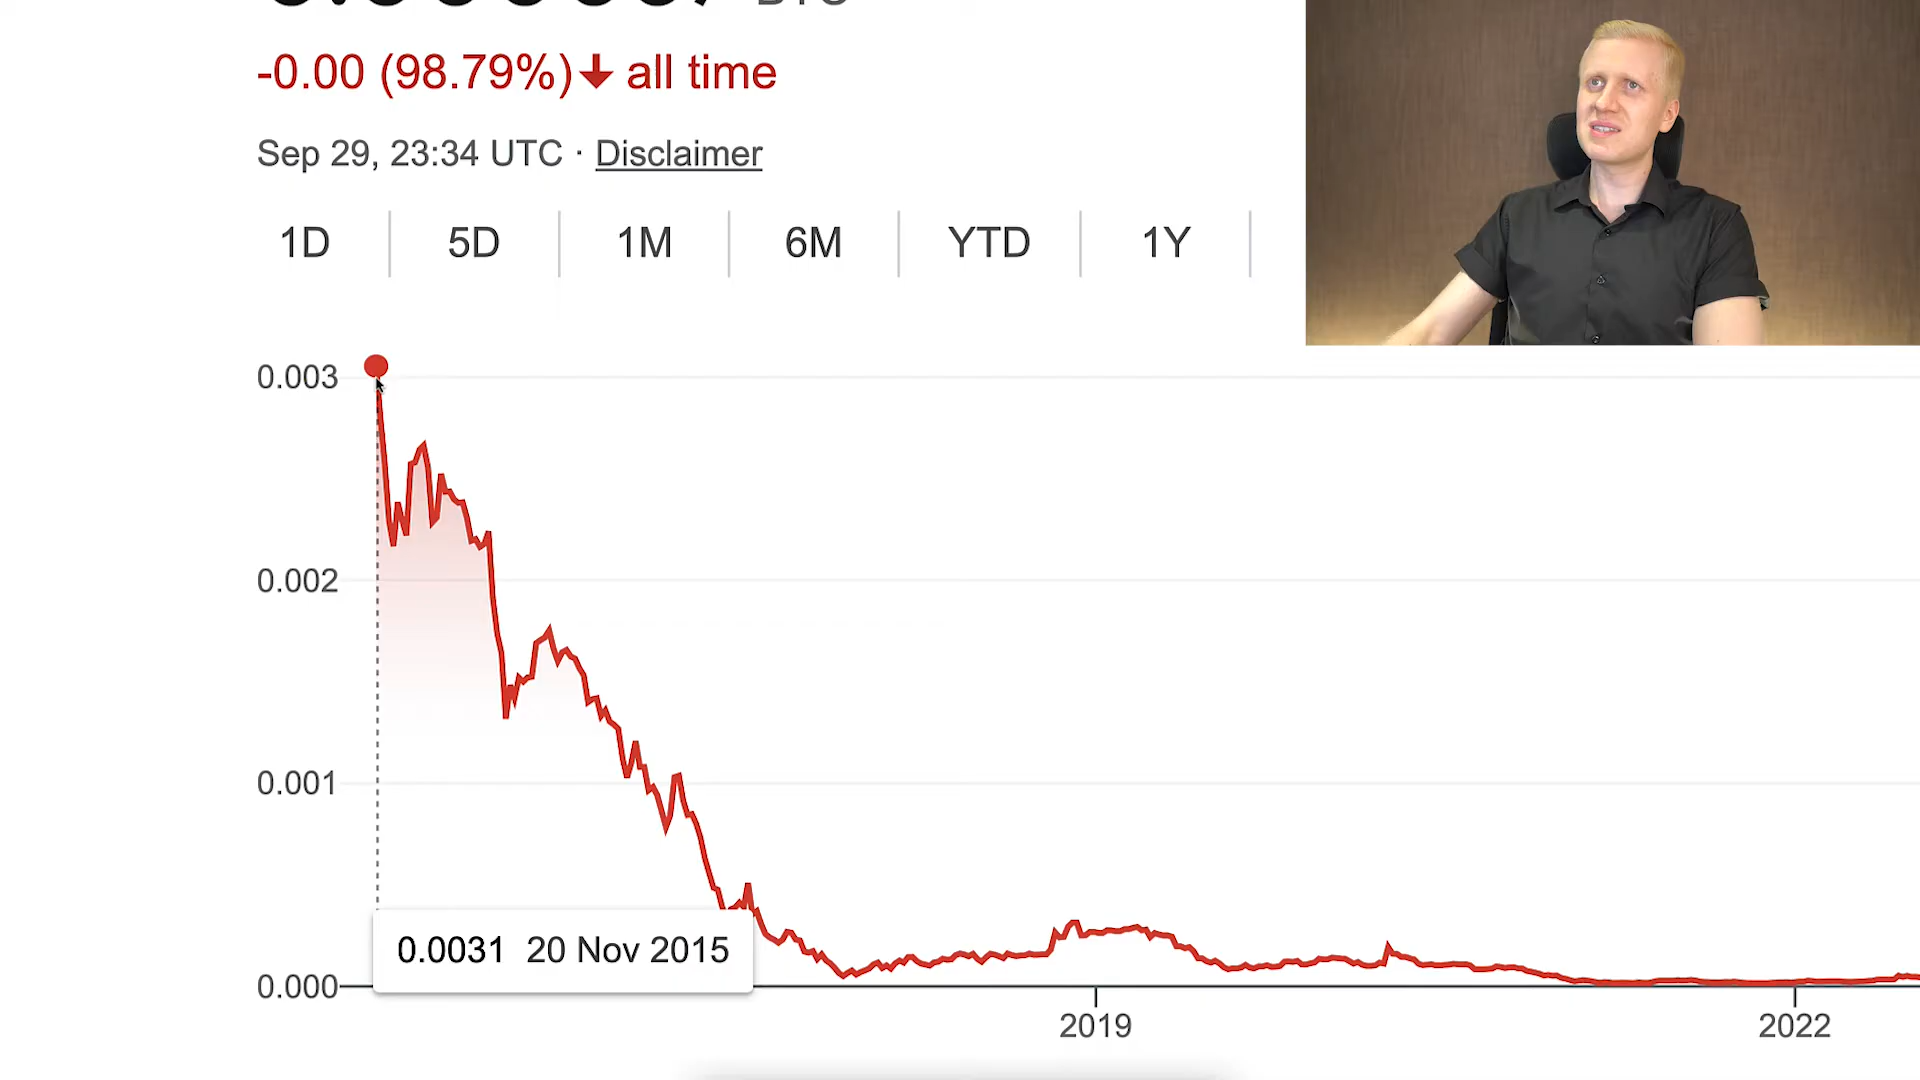 -0.00 (98.79%) ↓ all time
Sep 29, 23:34 UTC · Disclaimer
1D 5D 1M 6M YTD 1Y
0.003
0.002
0.001
0.0031 20 Nov 2015
0.000
2019 2022